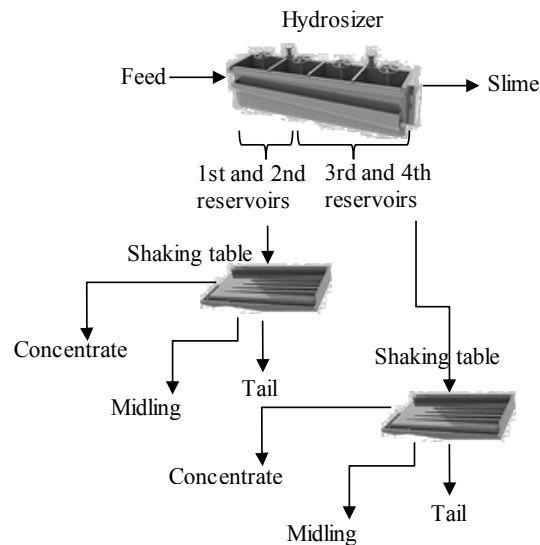 Hydrosizer
Feed
Slime
1st and 2nd
reservoirs
3rd and 4th
reservoirs
Shaking table
Concentrate
Midling
Tail
Shaking table
Concentrate
Midling
Tail